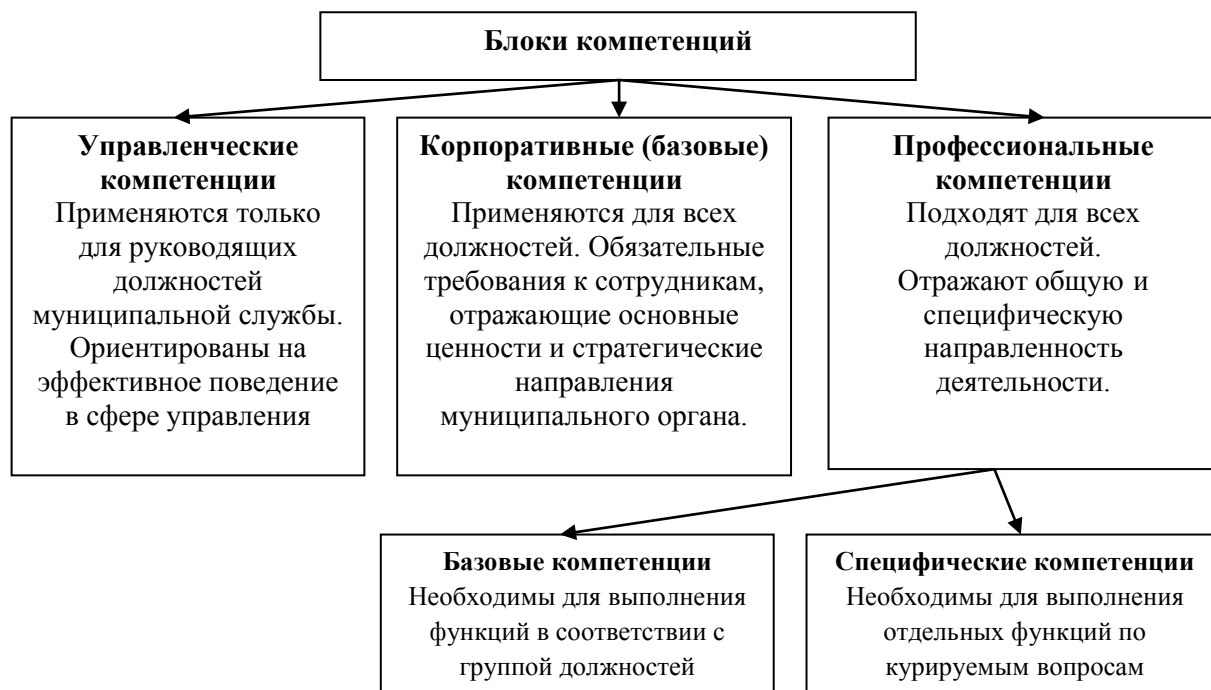 Блоки компетенций
Управленческие
компетенции
Применяются только
для руководящих
должностей
муниципальной службы.
Ориентированы на
эффективное поведение
в сфере управления
Корпоративные (базовые)
компетенции
Применяются для всех
должностей. Обязательные
требования к сотрудникам,
отражающие основные
ценности и стратегические
направления
муниципального органа.
Профессиональные
компетенции
Подходят для всех
должностей.
Отражают общую и
специфическую
направленность
деятельности.
Базовые компетенции
Необходимы для выполнения
функций в соответствии с
группой должностей
Специфические компетенции
Необходимы для выполнения
отдельных функций по
курируемым вопросам